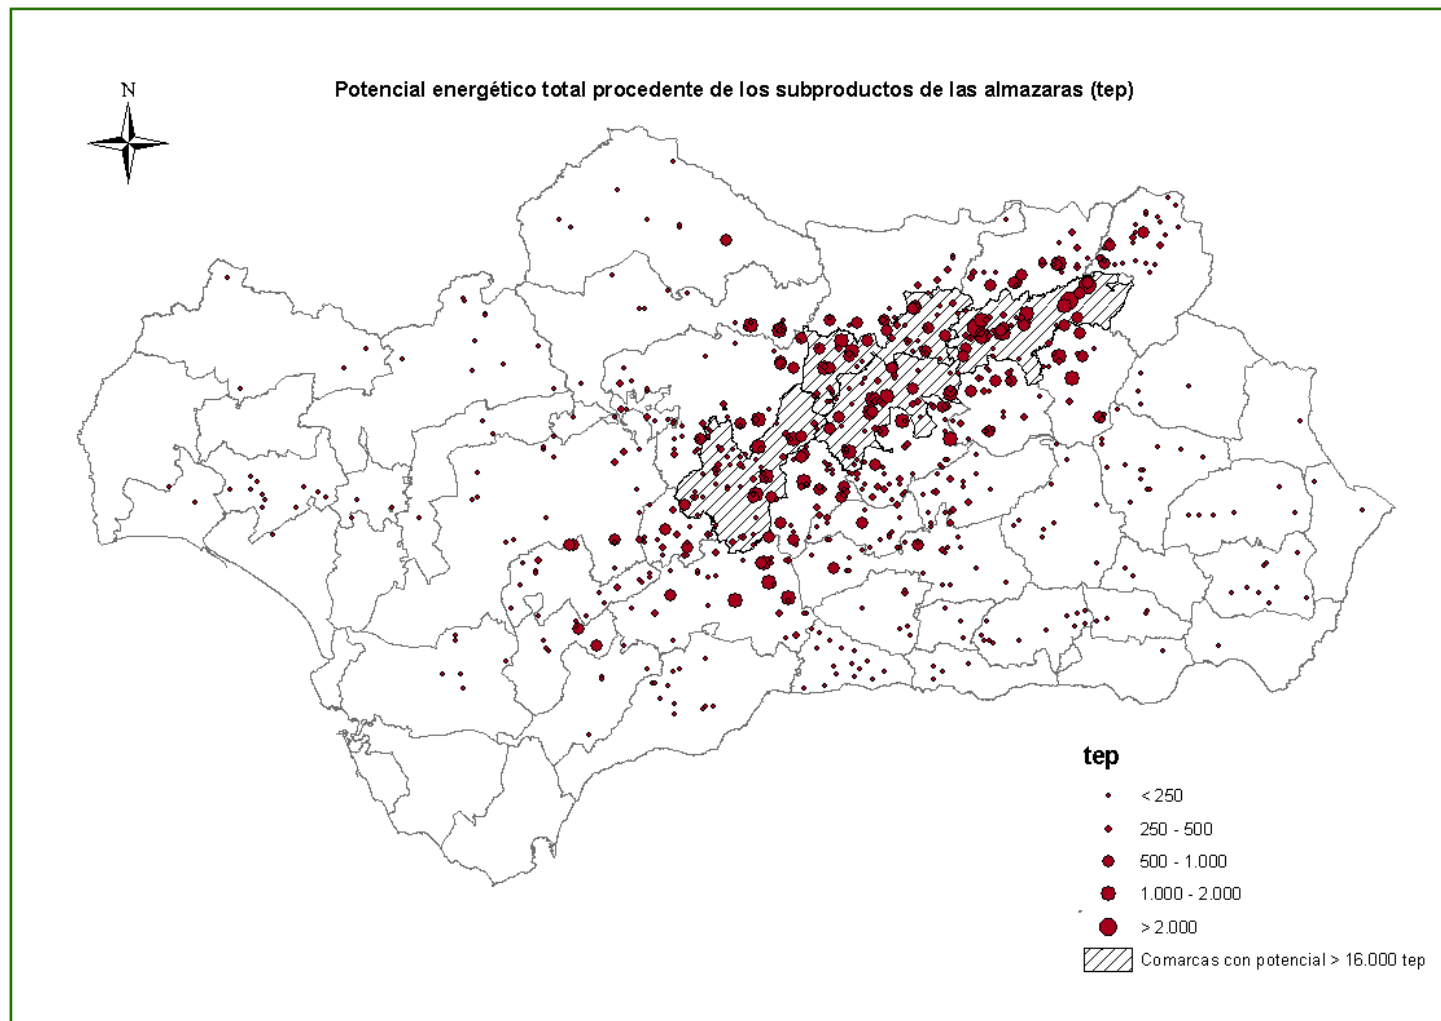 Potencial energético total procedente de los subproductos de las almazaras (tep)
N
tep
< 250
250 - 500
500 - 1.000
1.000 - 2.000
> 2.000
Comarcas con potencial > 16.000 tep